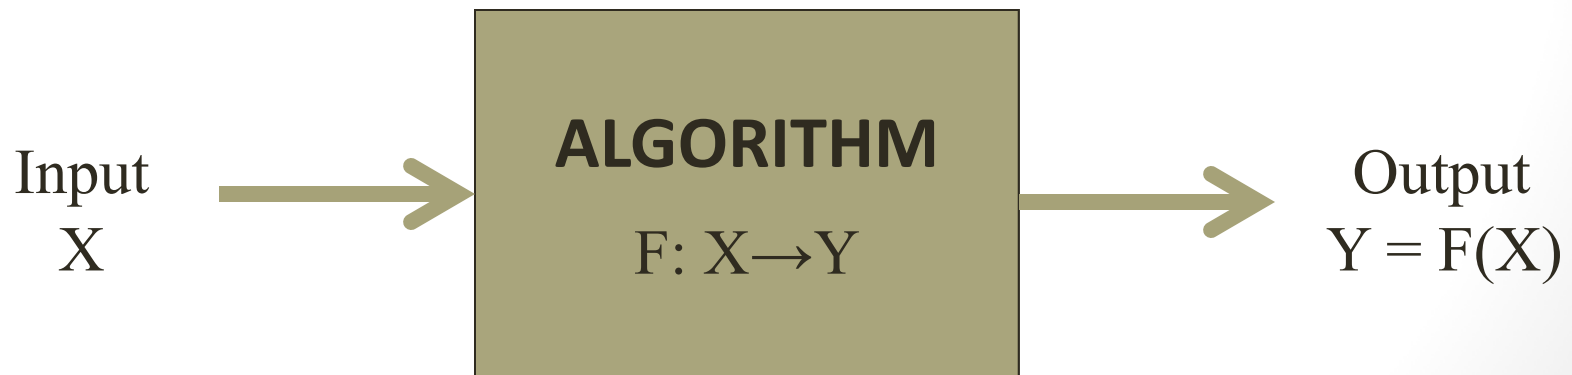 Input
X
ALGORITHM
F: X→Y
Output
Y = F(X)